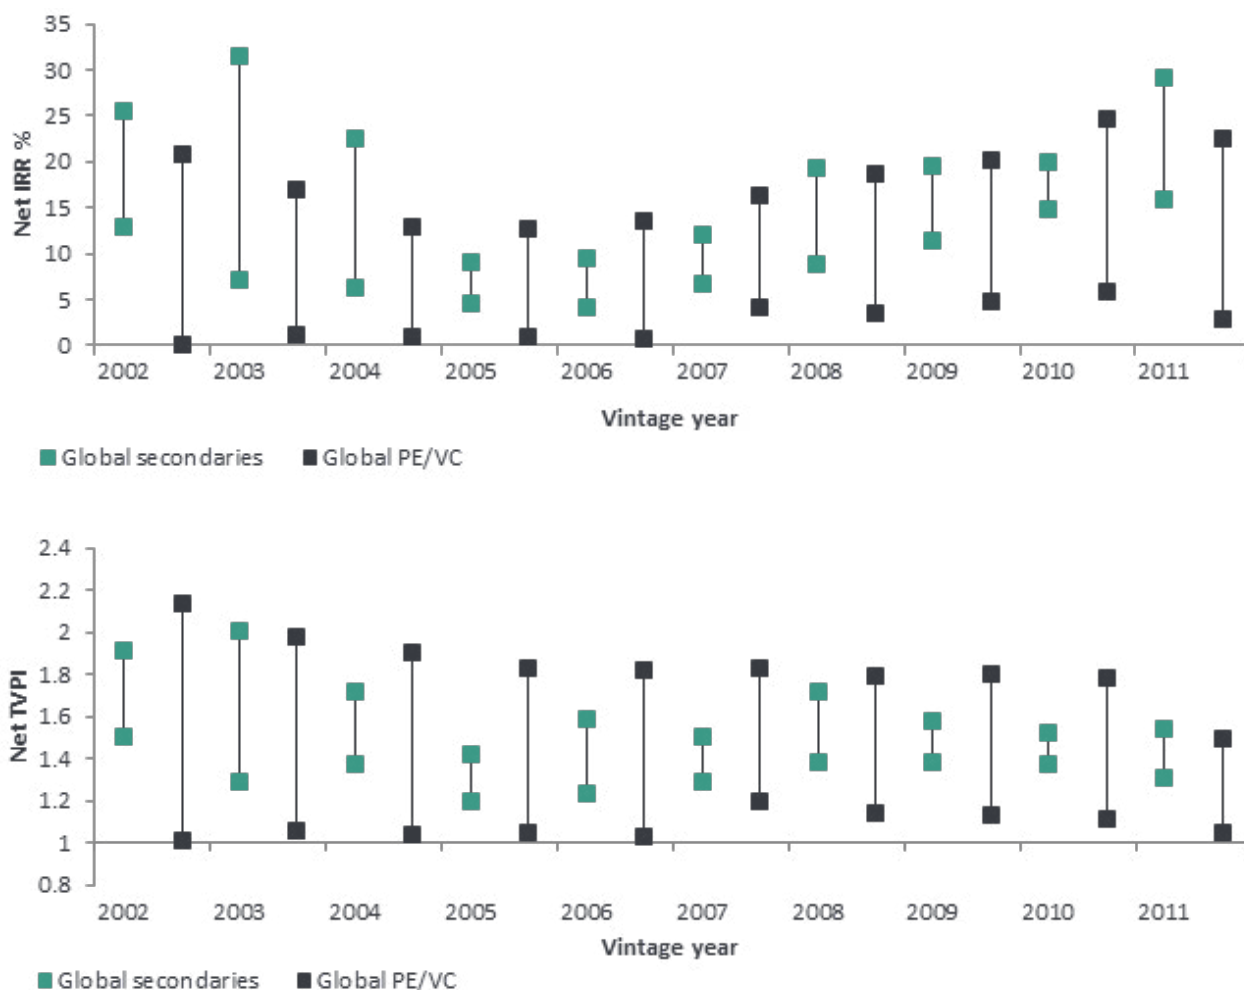 Net IRR %
35
30
25
20
15
10
5
0
2002 2003 2004 2005 2006 2007 2008 2009 2010 2011
Vintage year
Global secondaries Global PE/VC
Net TVPI
2.4
2.2
2
1.8
1.6
1.4
1.2
1
0.8
2002 2003 2004 2005 2006 2007 2008 2009 2010 2011
Vintage year
Global secondaries Global PE/VC